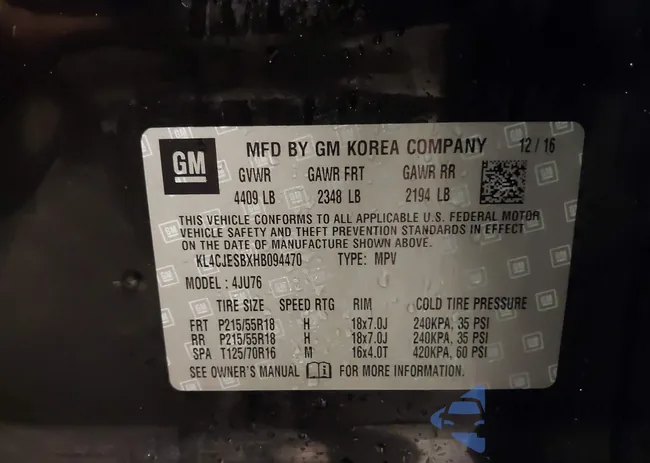 GM
MFD BY GM KOREA COMPANY 12/16
GVWR GAWR FRT GAWR RR
4409 LB 2348 LB 2194 LB
THIS VEHICLE CONFORMS TO ALL APPLICABLE U.S. FEDERAL MOTOR
VEHICLE SAFETY AND THEFT PREVENTION STANDARDS IN EFFECT
ON THE DATE OF MANUFACTURE SHOWN ABOVE.
KL4CJESBXHB094470 TYPE: MPV
MODEL : 4JU76
TIRE SIZE SPEED RTG RIM COLD TIRE PRESSURE
FRT P215/55R18 H 18x7.0J 240KPA, 35 PSI
RR P215/55R18 H 18x7.0J 240KPA, 35 PSI
SPA T125/70R16 M 16x4.0T 420KPA, 60 PSI
SEE OWNER'S MANUAL FOR MORE INFORMATION.